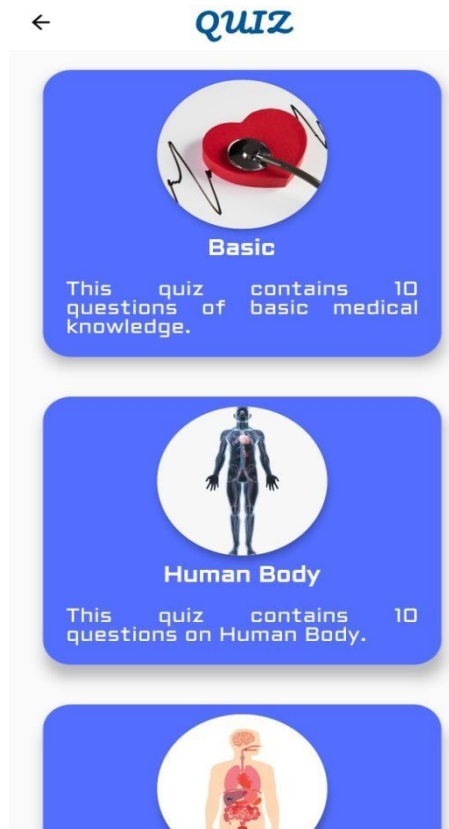 QUIZ
Basic
This quiz contains 10
questions of basic medical
knowledge.
Human Body
This quiz contains 10
questions on Human Body.